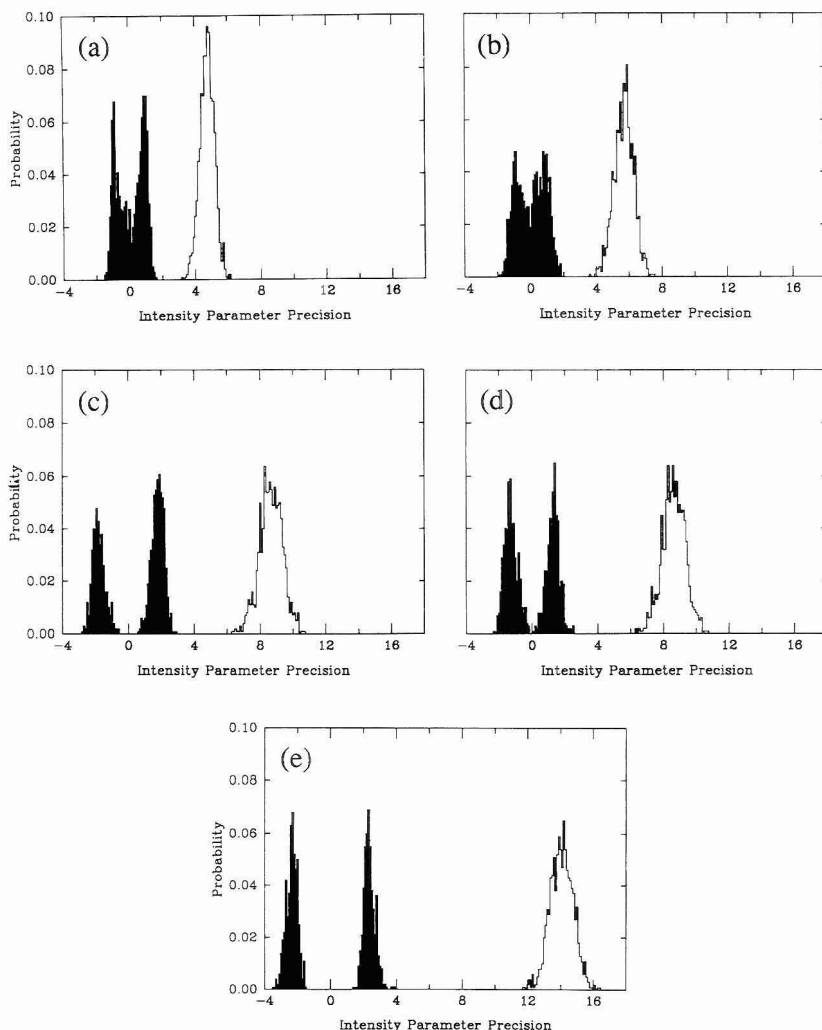 (a)
Probability
0.10
0.08
0.06
0.04
0.02
0.00
−4 0 4 8 12 16
Intensity Parameter Precision
(b)
−4 0 4 8 12 16
Intensity Parameter Precision
(c)
Probability
0.10
0.08
0.06
0.04
0.02
0.00
−4 0 4 8 12 16
Intensity Parameter Precision
(d)
−4 0 4 8 12 16
Intensity Parameter Precision
(e)
Probability
0.10
0.08
0.06
0.04
0.02
0.00
−4 0 4 8 12 16
Intensity Parameter Precision